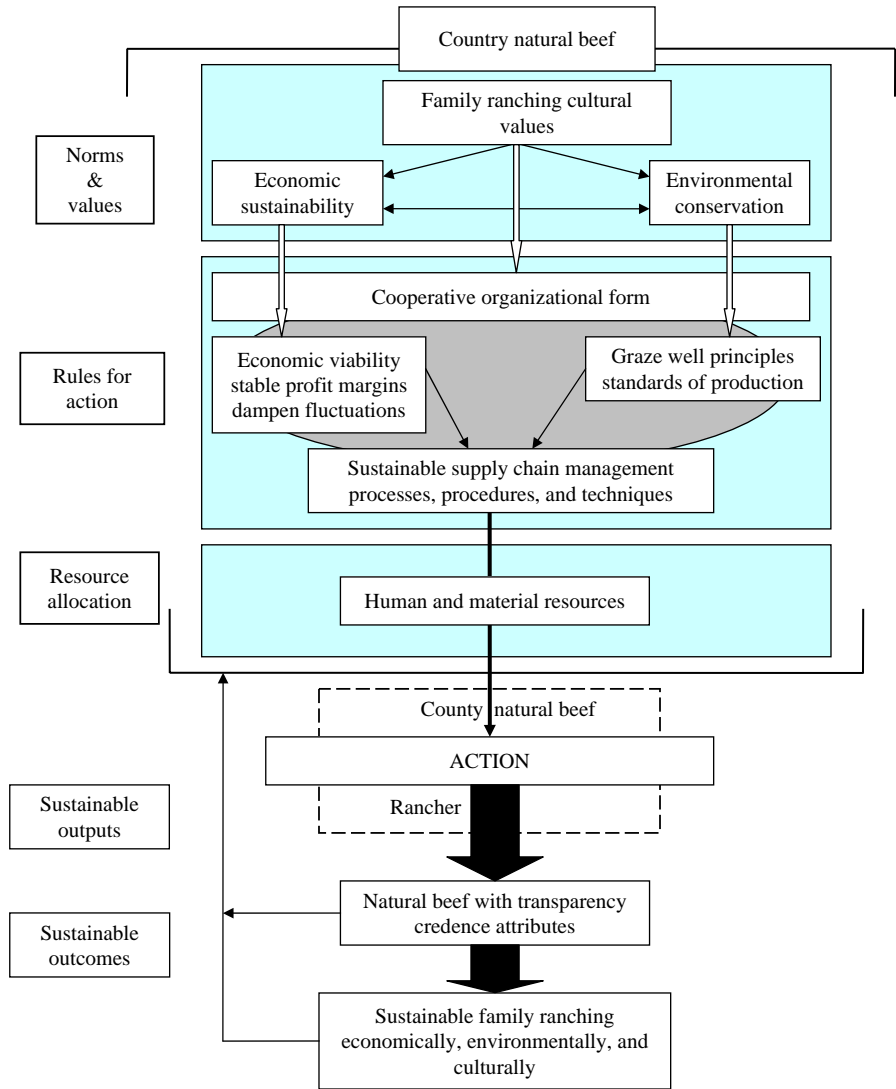 Country natural beef
Family ranching cultural
values
Norms
&
values
Economic
sustainability
Environmental
conservation
Cooperative organizational form
Rules for
action
Economic viability
stable profit margins
dampen fluctuations
Graze well principles
standards of production
Sustainable supply chain management
processes, procedures, and techniques
Resource
allocation
Human and material resources
County natural beef
ACTION
Rancher
Sustainable
outputs
Natural beef with transparency
credence attributes
Sustainable
outcomes
Sustainable family ranching
economically, environmentally, and
culturally